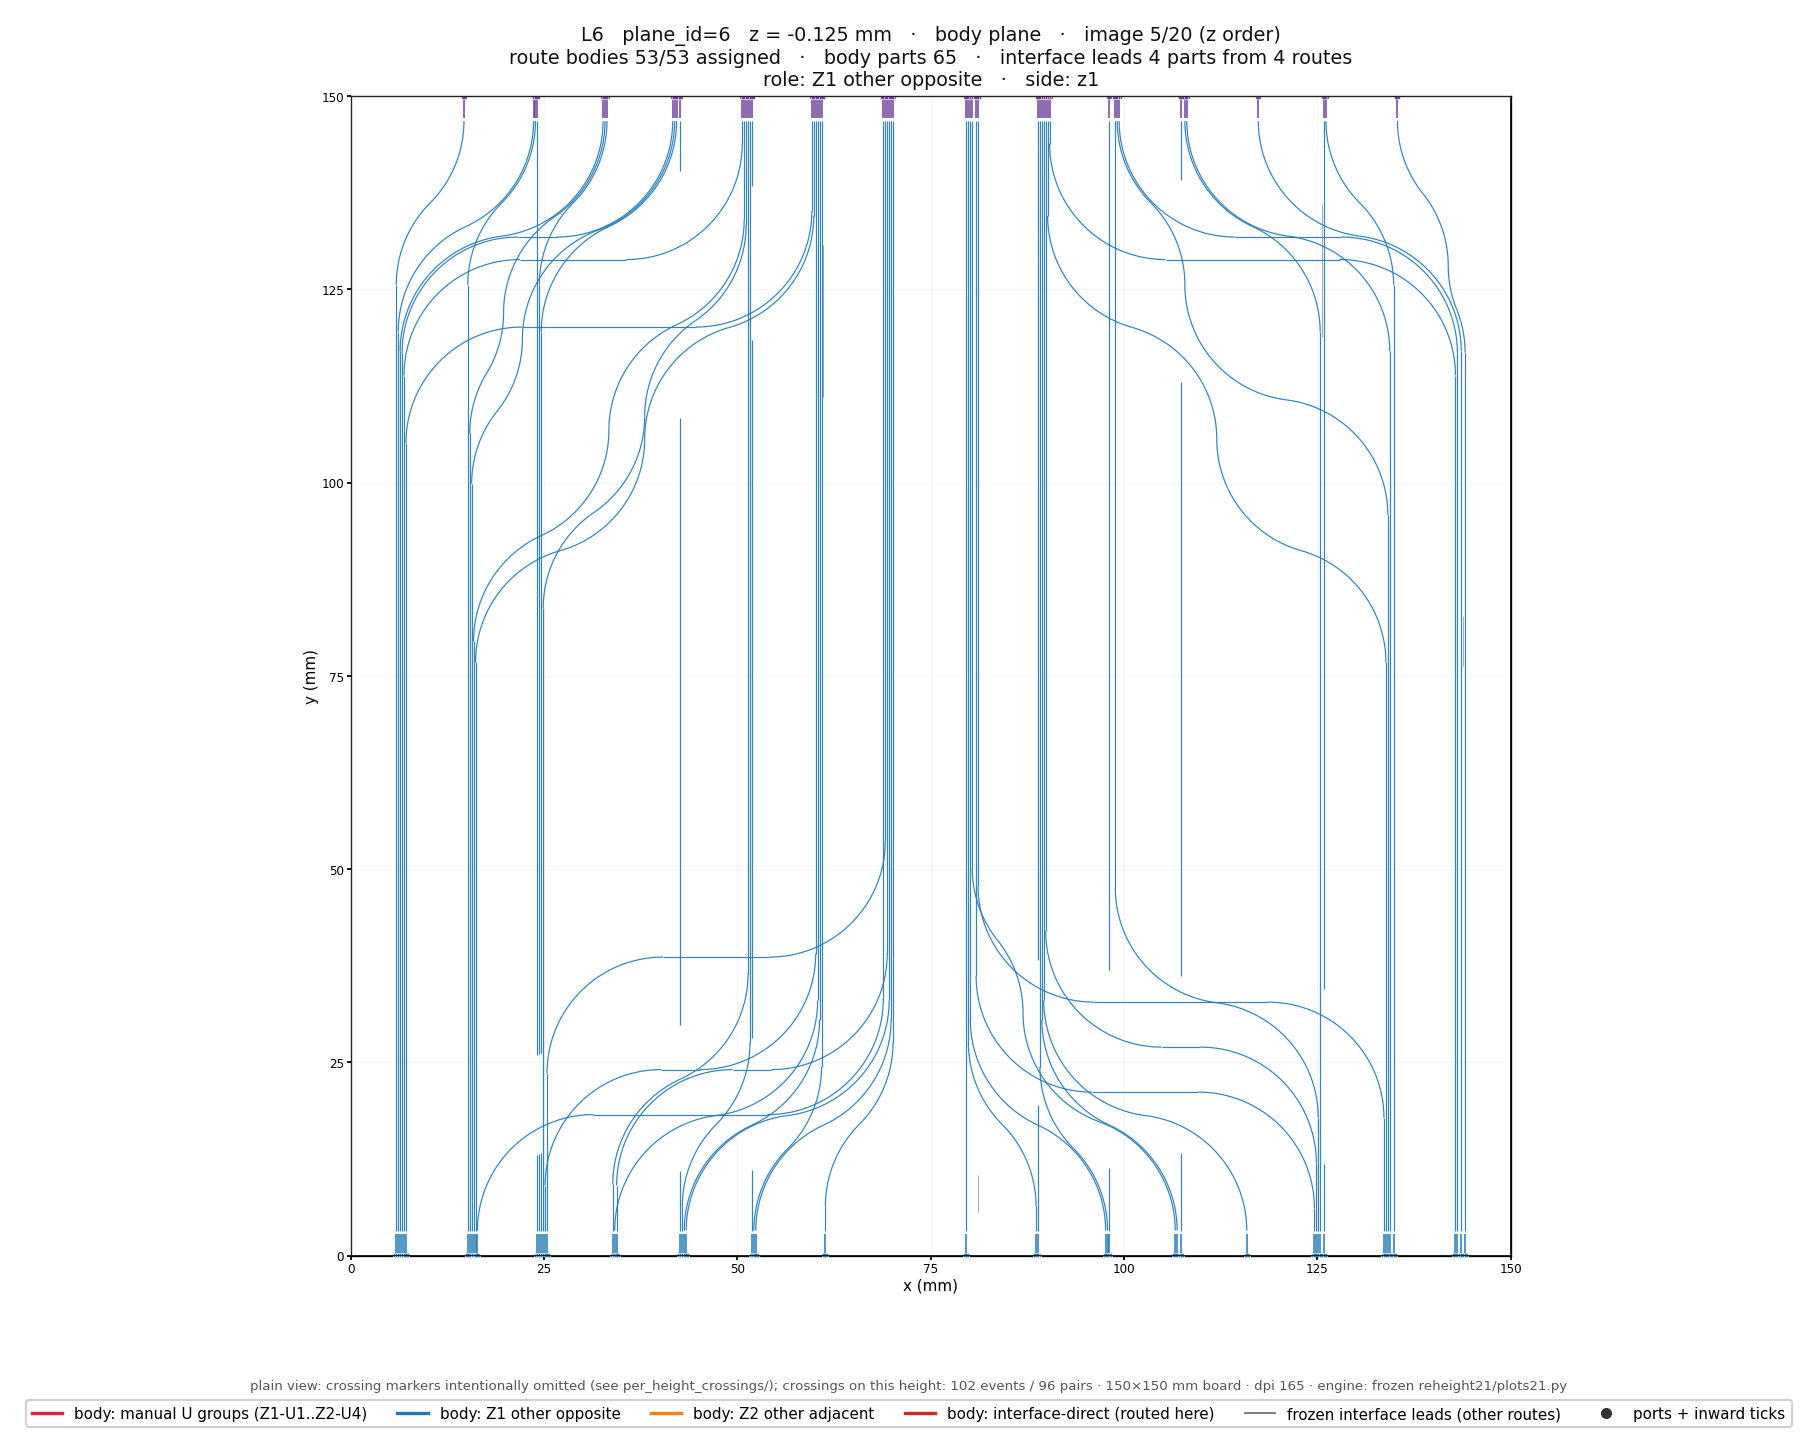 L6   plane_id=6   z = -0.125 mm   ·   body plane   ·   image 5/20 (z order)
route bodies 53/53 assigned   ·   body parts 65   ·   interface leads 4 parts from 4 routes
role: Z1 other opposite   ·   side: z1
150
125
100
75
50
25
0
y (mm)
0 25 50 75 100 125 150
x (mm)
plain view: crossing markers intentionally omitted (see per_height_crossings/); crossings on this height: 102 events / 96 pairs · 150×150 mm board · dpi 165 · engine: frozen reheight21/plots21.py
body: manual U groups (Z1-U1..Z2-U4) body: Z1 other opposite body: Z2 other adjacent body: interface-direct (routed here) frozen interface leads (other routes) ports + inward ticks